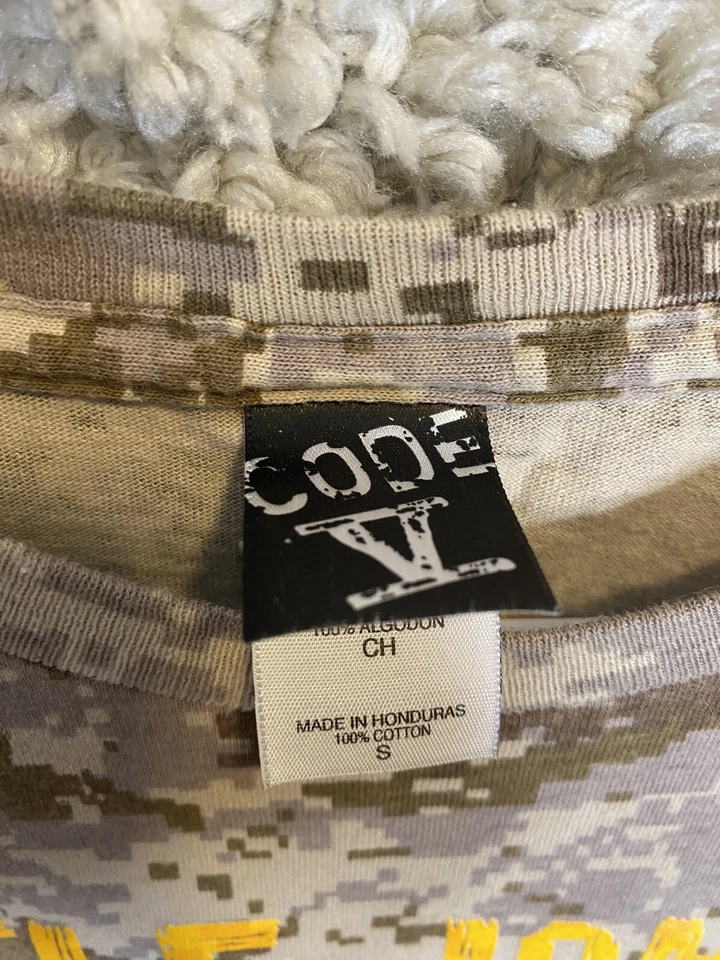 CODE
V
100% ALGODON
CH
MADE IN HONDURAS
100% COTTON
S